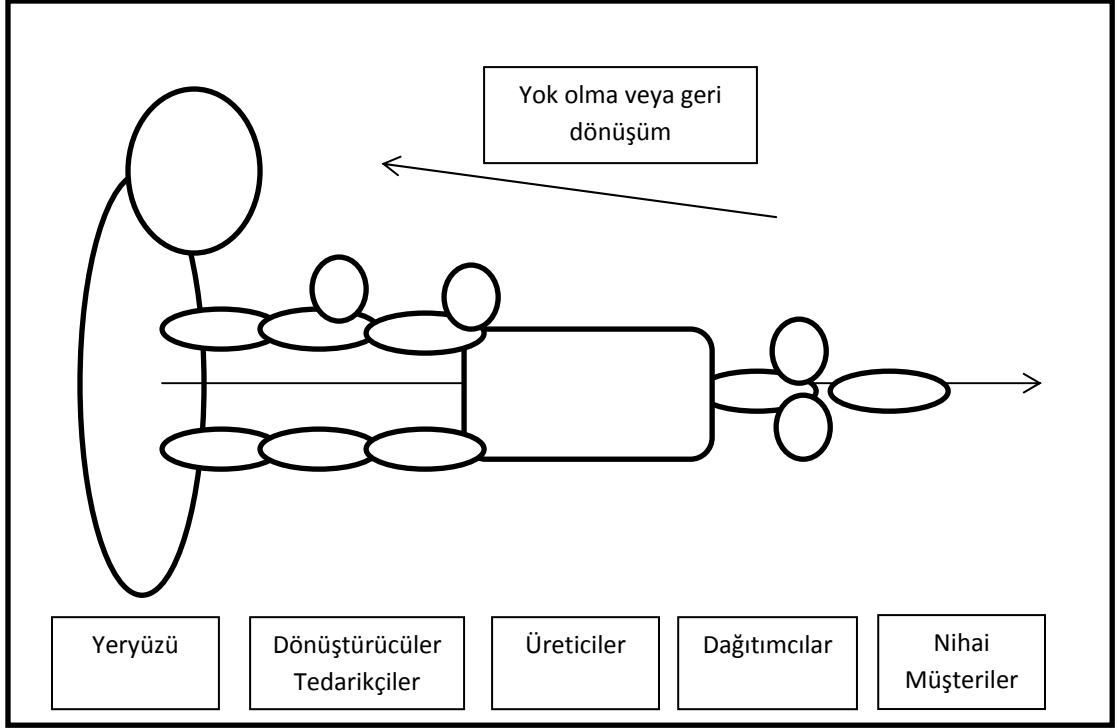 Yok olma veya geri
dönüşüm
Yeryüzü
Dönüştürücüler
Tedarikçiler
Üreticiler
Dağıtımcılar
Nihai
Müşteriler